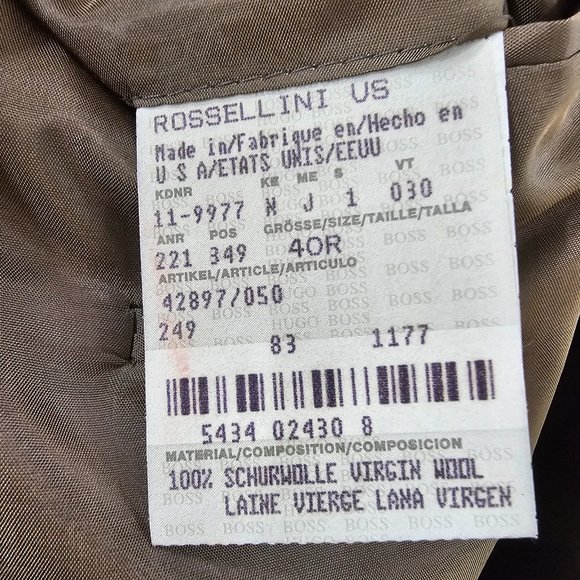 ROSSELLINI US
Made in/Fabrique en/Hecho en
U S A/ETATS UNIS/EEUU
KDNR KE ME S VT
11-9977 N J 1 030
ANR POS GRÖSSE/SIZE/TAILLE/TALLA
221 349 40R
ARTIKEL/ARTICLE/ARTICULO
42897/050
249
83 1177
5434 02430 8
MATERIAL/COMPOSITION/COMPOSICION
100% SCHURWOLLE VIRGIN WOOL
LAINE VIERGE LANA VIRGEN
HUGO BOSS